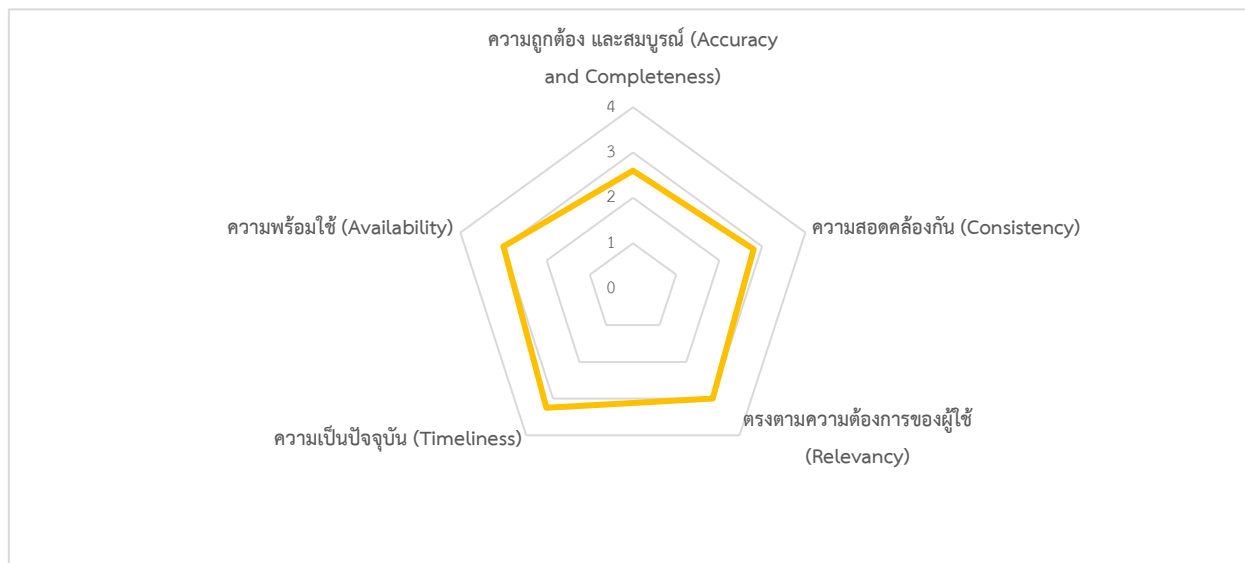 ความถูกต้อง และสมบูรณ์ (Accuracy
and Completeness)
4
3
2
1
0
ความพร้อมใช้ (Availability)
ความสอดคล้องกัน (Consistency)
ตรงตามความต้องการของผู้ใช้
(Relevancy)
ความเป็นปัจจุบัน (Timeliness)